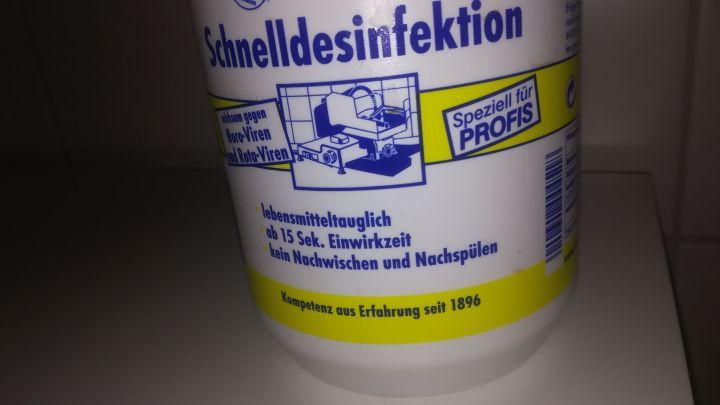 Schnelldesinfektion
wirksam gegen
Noro-Viren
und Rota-Viren
Speziell für
PROFIS
lebensmitteltauglich
ab 15 Sek. Einwirkzeit
kein Nachwischen und Nachspülen
Kompetenz aus Erfahrung seit 1896